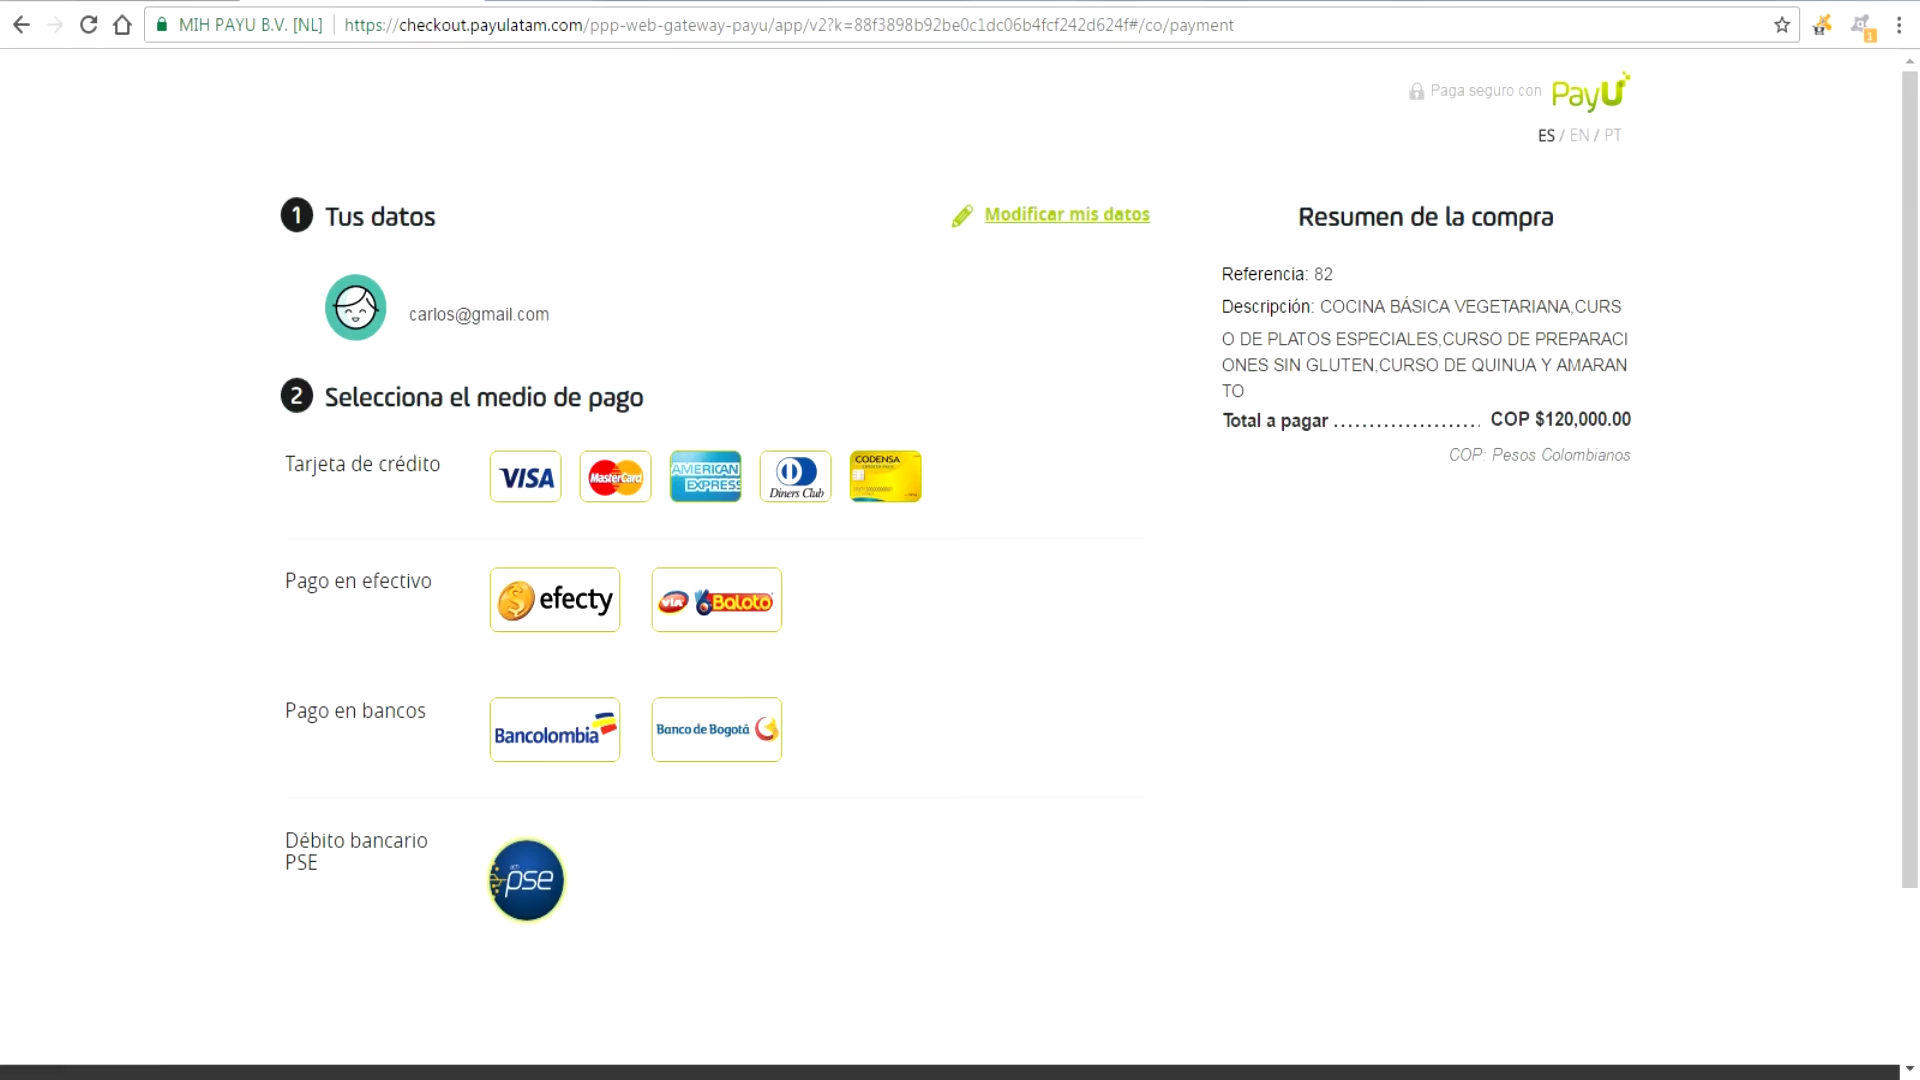 MIH PAYU B.V. [NL] https://checkout.payulatam.com/ppp-web-gateway-payu/app/v2?k=88f3898b92be0c1dc06b4fcf242d624f#/co/payment
1
Paga seguro con PayU
ES / EN / PT
1 Tus datos
Modificar mis datos
carlos@gmail.com
2 Selecciona el medio de pago
Tarjeta de crédito
VISA
MasterCard
AMERICAN
EXPRESS
Diners Club
CODENSA
Pago en efectivo
efecty
VIA Baloto
Pago en bancos
Bancolombia
Banco de Bogotá
Débito bancario
PSE
pse
Resumen de la compra
Referencia: 82
Descripción: COCINA BÁSICA VEGETARIANA,CURS
O DE PLATOS ESPECIALES,CURSO DE PREPARACI
ONES SIN GLUTEN,CURSO DE QUINUA Y AMARAN
TO
Total a pagar ..................... COP $120,000.00
COP: Pesos Colombianos